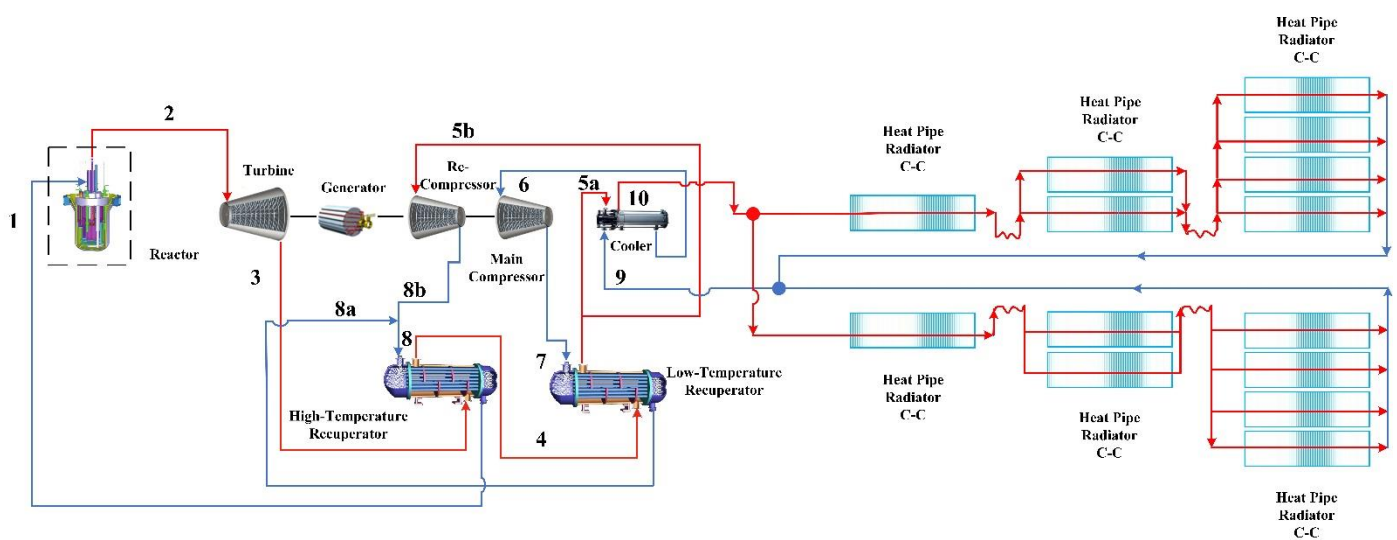 Heat Pipe
Radiator
C-C
Heat Pipe
Radiator
C-C
Heat Pipe
Radiator
C-C
2
5b
Turbine
Generator
Re-
Compressor
6
5a
10
1
Reactor
3
Main
Compressor
Cooler
9
8b
8a
8
7
Low-Temperature
Recuperator
High-Temperature
Recuperator
4
Heat Pipe
Radiator
C-C
Heat Pipe
Radiator
C-C
Heat Pipe
Radiator
C-C